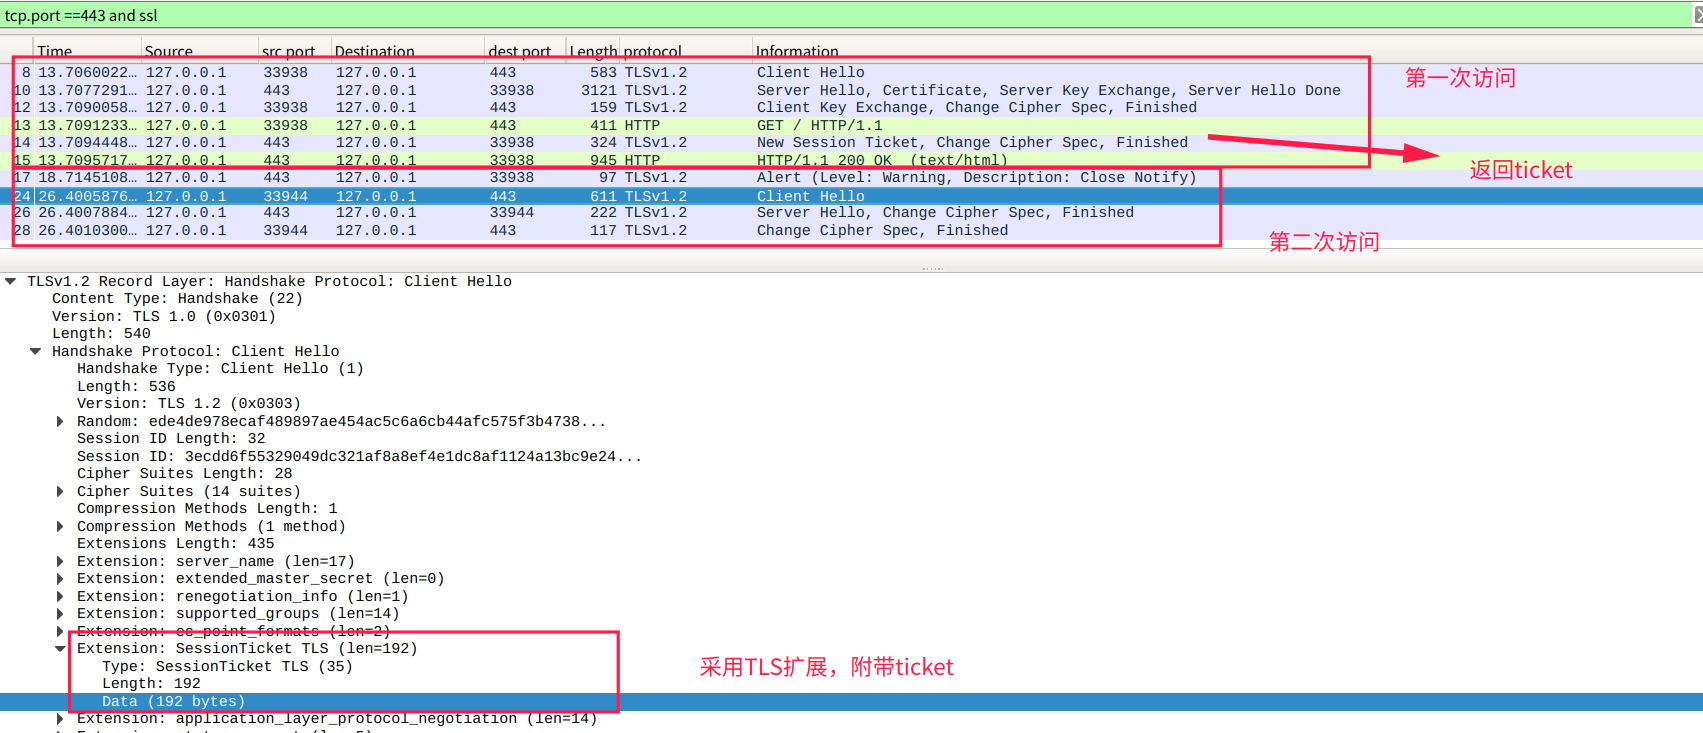 tcp.port ==443 and ssl
Time Source src port Destination dest port Length protocol Information
8 13.7060022… 127.0.0.1 33938 127.0.0.1 443 583 TLSv1.2 Client Hello
第一次访问
10 13.7077291… 127.0.0.1 443 127.0.0.1 33938 3121 TLSv1.2 Server Hello, Certificate, Server Key Exchange, Server Hello Done
12 13.7090058… 127.0.0.1 33938 127.0.0.1 443 159 TLSv1.2 Client Key Exchange, Change Cipher Spec, Finished
13 13.7091233… 127.0.0.1 33938 127.0.0.1 443 411 HTTP GET / HTTP/1.1
14 13.7094448… 127.0.0.1 443 127.0.0.1 33938 324 TLSv1.2 New Session Ticket, Change Cipher Spec, Finished
15 13.7095717… 127.0.0.1 443 127.0.0.1 33938 945 HTTP HTTP/1.1 200 OK (text/html)
返回ticket
17 18.7145108… 127.0.0.1 443 127.0.0.1 33938 97 TLSv1.2 Alert (Level: Warning, Description: Close Notify)
24 26.4005876… 127.0.0.1 33944 127.0.0.1 443 611 TLSv1.2 Client Hello
26 26.4007884… 127.0.0.1 443 127.0.0.1 33944 222 TLSv1.2 Server Hello, Change Cipher Spec, Finished
28 26.4010300… 127.0.0.1 33944 127.0.0.1 443 117 TLSv1.2 Change Cipher Spec, Finished
第二次访问
TLSv1.2 Record Layer: Handshake Protocol: Client Hello
Content Type: Handshake (22)
Version: TLS 1.0 (0x0301)
Length: 540
Handshake Protocol: Client Hello
Handshake Type: Client Hello (1)
Length: 536
Version: TLS 1.2 (0x0303)
Random: ede4de978ecaf489897ae454ac5c6a6cb44afc575f3b4738...
Session ID Length: 32
Session ID: 3ecdd6f55329049dc321af8a8ef4e1dc8af1124a13bc9e24...
Cipher Suites Length: 28
Cipher Suites (14 suites)
Compression Methods Length: 1
Compression Methods (1 method)
Extensions Length: 435
Extension: server_name (len=17)
Extension: extended_master_secret (len=0)
Extension: renegotiation_info (len=1)
Extension: supported_groups (len=14)
Extension: ec_point_formats (len=2)
Extension: SessionTicket TLS (len=192)
Type: SessionTicket TLS (35)
采用TLS扩展，附带ticket
Length: 192
Data (192 bytes)
Extension: application_layer_protocol_negotiation (len=14)